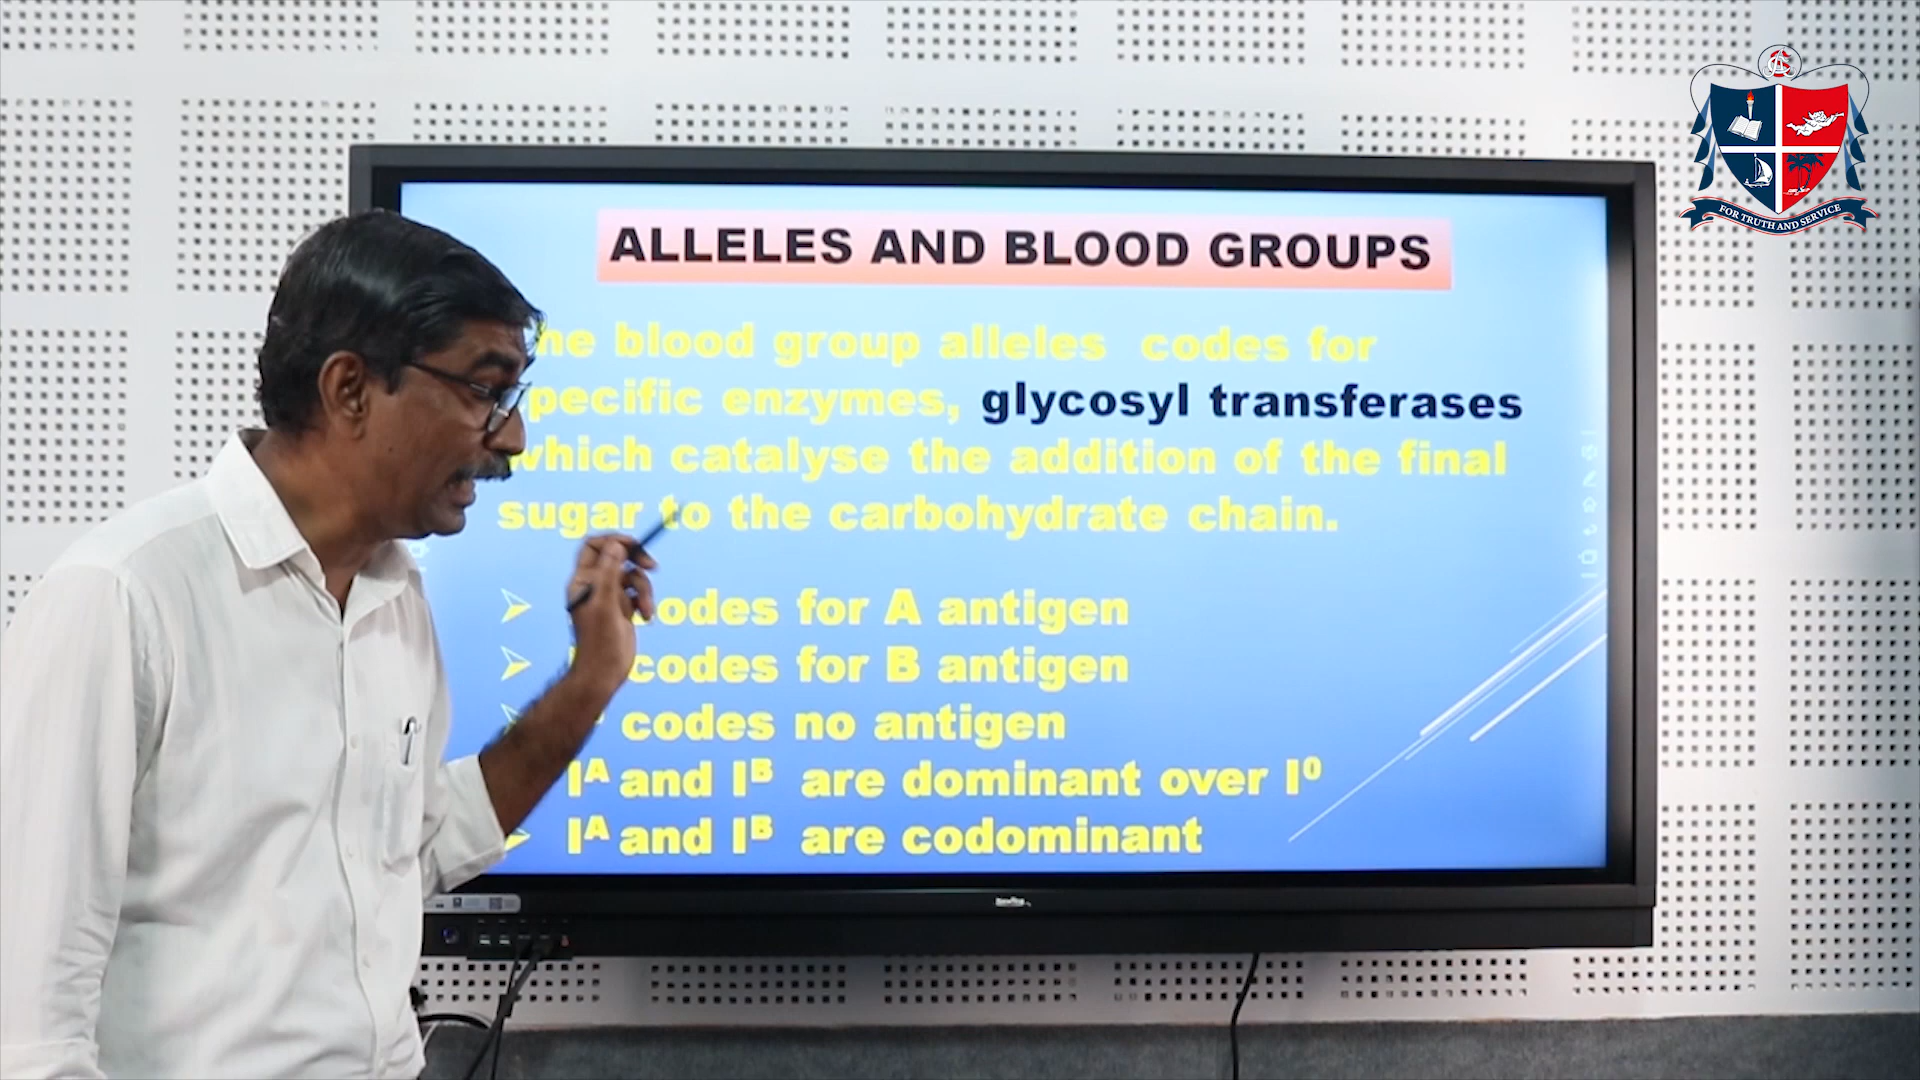 FOR TRUTH AND SERVICE
ALLELES AND BLOOD GROUPS
blood group alleles codes for
enzymes, glycosyl transferases
catalyse the addition of the final
sugar to the carbohydrate chain.
codes for A antigen
codes for B antigen
codes no antigen
Iᴬ and Iᴮ are dominant over I⁰
Iᴬ and Iᴮ are codominant